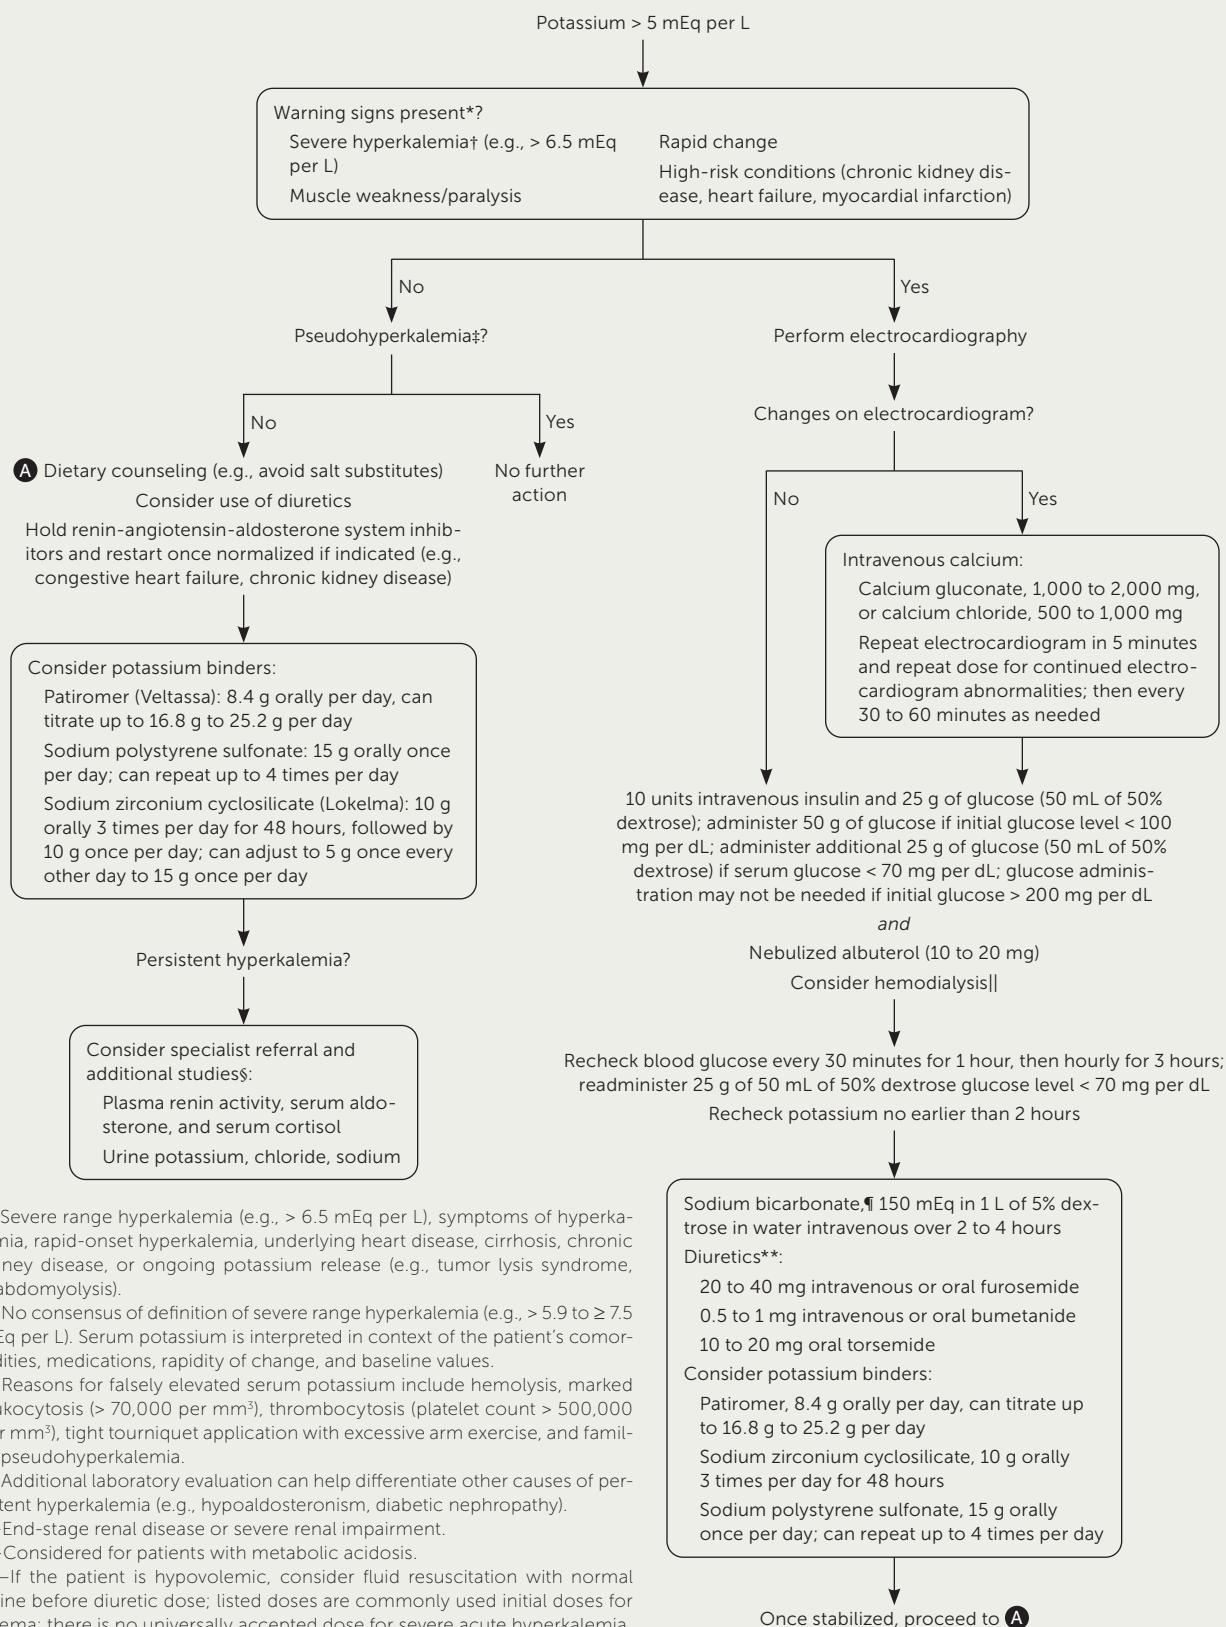 Potassium > 5 mEq per L
Warning signs present*?
Severe hyperkalemia† (e.g., > 6.5 mEq
per L)
Muscle weakness/paralysis
Rapid change
High-risk conditions (chronic kidney dis-
ease, heart failure, myocardial infarction)
No
Yes
Pseudohyperkalemia‡?
Perform electrocardiography
Changes on electrocardiogram?
No
Yes
No
Yes
A Dietary counseling (e.g., avoid salt substitutes)
Consider use of diuretics
Hold renin-angiotensin-aldosterone system inhib-
itors and restart once normalized if indicated (e.g.,
congestive heart failure, chronic kidney disease)
No further
action
Intravenous calcium:
Calcium gluconate, 1,000 to 2,000 mg,
or calcium chloride, 500 to 1,000 mg
Repeat electrocardiogram in 5 minutes
and repeat dose for continued electro-
cardiogram abnormalities; then every
30 to 60 minutes as needed
Consider potassium binders:
Patiromer (Veltassa): 8.4 g orally per day, can
titrate up to 16.8 g to 25.2 g per day
Sodium polystyrene sulfonate: 15 g orally once
per day; can repeat up to 4 times per day
Sodium zirconium cyclosilicate (Lokelma): 10 g
orally 3 times per day for 48 hours, followed by
10 g once per day; can adjust to 5 g once every
other day to 15 g once per day
10 units intravenous insulin and 25 g of glucose (50 mL of 50%
dextrose); administer 50 g of glucose if initial glucose level < 100
mg per dL; administer additional 25 g of glucose (50 mL of 50%
dextrose) if serum glucose < 70 mg per dL; glucose adminis-
tration may not be needed if initial glucose > 200 mg per dL
and
Nebulized albuterol (10 to 20 mg)
Consider hemodialysis||
Persistent hyperkalemia?
Consider specialist referral and
additional studies§:
Plasma renin activity, serum aldo-
sterone, and serum cortisol
Urine potassium, chloride, sodium
Recheck blood glucose every 30 minutes for 1 hour, then hourly for 3 hours;
readminister 25 g of 50 mL of 50% dextrose glucose level < 70 mg per dL
Recheck potassium no earlier than 2 hours
Sodium bicarbonate,¶ 150 mEq in 1 L of 5% dex-
trose in water intravenous over 2 to 4 hours
Diuretics**:
20 to 40 mg intravenous or oral furosemide
0.5 to 1 mg intravenous or oral bumetanide
10 to 20 mg oral torsemide
Consider potassium binders:
Patiromer, 8.4 g orally per day, can titrate up
to 16.8 g to 25.2 g per day
Sodium zirconium cyclosilicate, 10 g orally
3 times per day for 48 hours
Sodium polystyrene sulfonate, 15 g orally
once per day; can repeat up to 4 times per day
Once stabilized, proceed to A
Severe range hyperkalemia (e.g., > 6.5 mEq per L), symptoms of hyperka-
mia, rapid-onset hyperkalemia, underlying heart disease, cirrhosis, chronic
ney disease, or ongoing potassium release (e.g., tumor lysis syndrome,
abdomyolysis).
No consensus of definition of severe range hyperkalemia (e.g., > 5.9 to ≥ 7.5
Eq per L). Serum potassium is interpreted in context of the patient's comor-
dities, medications, rapidity of change, and baseline values.
Reasons for falsely elevated serum potassium include hemolysis, marked
ukocytosis (> 70,000 per mm³), thrombocytosis (platelet count > 500,000
r mm³), tight tourniquet application with excessive arm exercise, and famil-
pseudohyperkalemia.
Additional laboratory evaluation can help differentiate other causes of per-
tent hyperkalemia (e.g., hypoaldosteronism, diabetic nephropathy).
End-stage renal disease or severe renal impairment.
Considered for patients with metabolic acidosis.
—If the patient is hypovolemic, consider fluid resuscitation with normal
ine before diuretic dose; listed doses are commonly used initial doses for
ema; there is no universally accepted dose for severe acute hyperkalemia.